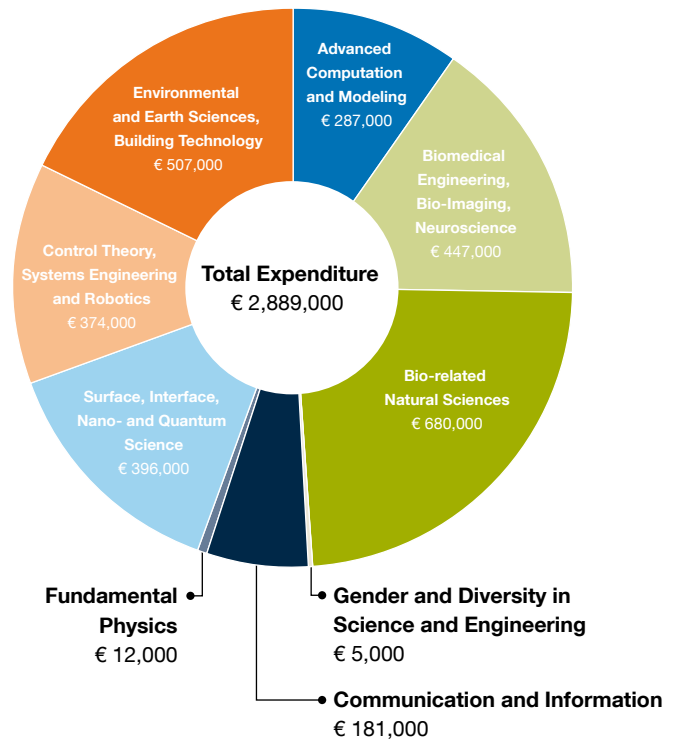 Advanced
Computation
and Modeling
€ 287,000
Environmental
and Earth Sciences,
Building Technology
€ 507,000
Biomedical
Engineering,
Bio-Imaging,
Neuroscience
€ 447,000
Control Theory,
Systems Engineering
and Robotics
€ 374,000
Total Expenditure
€ 2,889,000
Bio-related
Natural Sciences
€ 680,000
Surface, Interface,
Nano- and Quantum
Science
€ 396,000
Fundamental
Physics
€ 12,000
Gender and Diversity in
Science and Engineering
€ 5,000
Communication and Information
€ 181,000